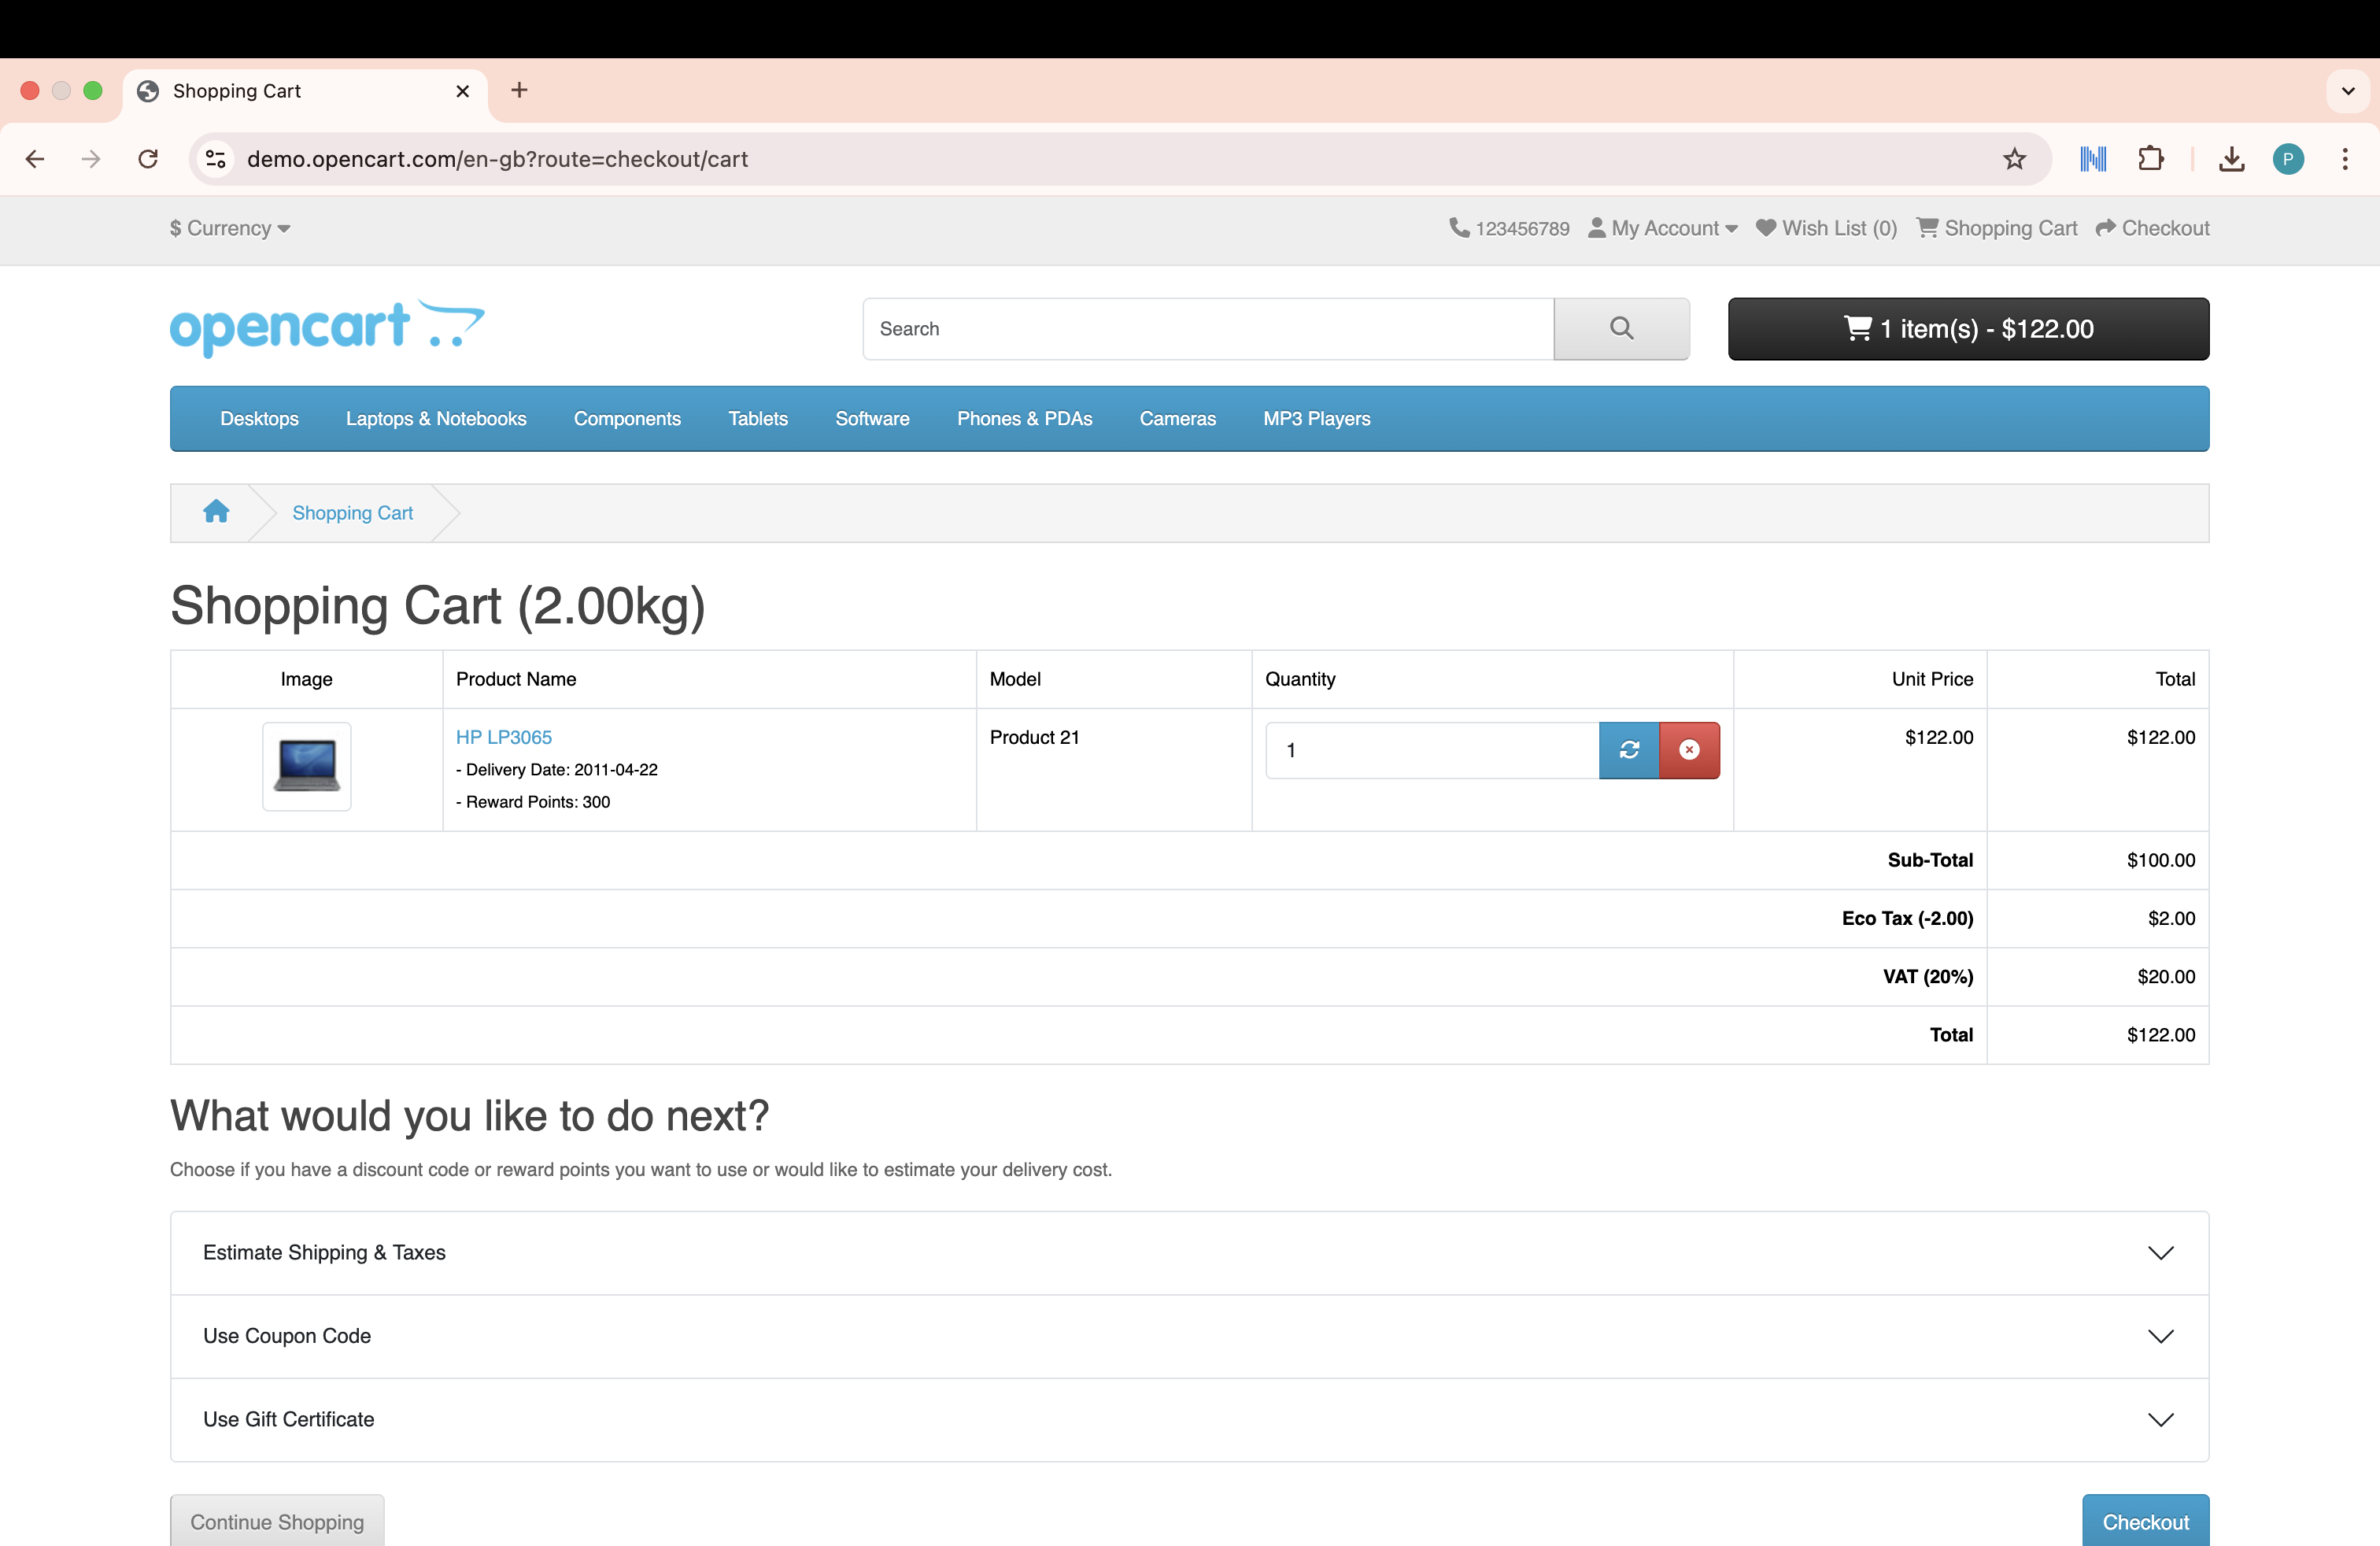 Shopping Cart
demo.opencart.com/en-gb?route=checkout/cart
P
$ Currency
123456789 My Account Wish List (0) Shopping Cart Checkout
opencart
Search
1 item(s) - $122.00
Desktops Laptops & Notebooks Components Tablets Software Phones & PDAs Cameras MP3 Players
Shopping Cart
Shopping Cart (2.00kg)
Image Product Name Model Quantity Unit Price Total
HP LP3065 Product 21 1 $122.00 $122.00
- Delivery Date: 2011-04-22
- Reward Points: 300
Sub-Total $100.00
Eco Tax (-2.00) $2.00
VAT (20%) $20.00
Total $122.00
What would you like to do next?
Choose if you have a discount code or reward points you want to use or would like to estimate your delivery cost.
Estimate Shipping & Taxes
Use Coupon Code
Use Gift Certificate
Continue Shopping Checkout